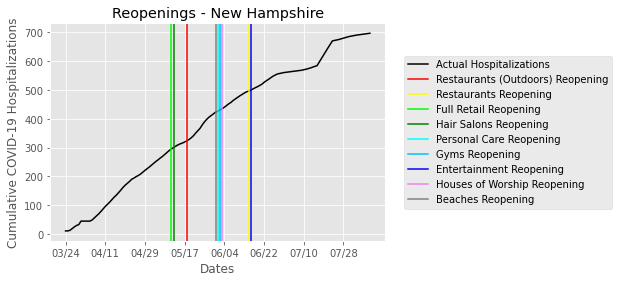 Reopenings - New Hampshire
Cumulative COVID-19 Hospitalizations
700
600
500
400
300
200
100
0
03/24 04/11 04/29 05/17 06/04 06/22 07/10 07/28
Dates
Actual Hospitalizations
Restaurants (Outdoors) Reopening
Restaurants Reopening
Full Retail Reopening
Hair Salons Reopening
Personal Care Reopening
Gyms Reopening
Entertainment Reopening
Houses of Worship Reopening
Beaches Reopening